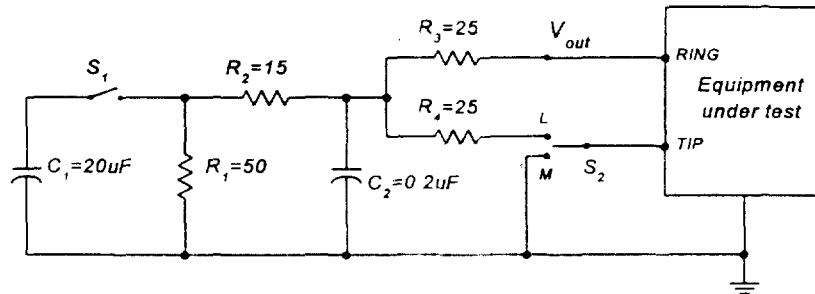 R3=25
Vout
S1
R2=15
RING
Equipment
under test
R4=25
L
TIP
C1=20uF
R1=50
C2=0 2uF
M
S2